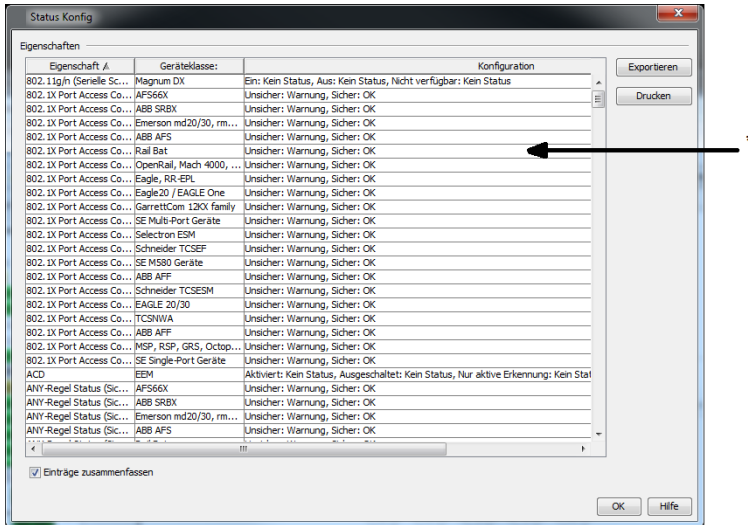 Status Konfig
Eigenschaften
Eigenschaft Geräteklasse: Konfiguration
802.11g/n (Serielle Sc... Magnum DX Ein: Kein Status, Aus: Kein Status, Nicht verfügbar: Kein Status
802.1X Port Access Co... AFS66X Unsicher: Warnung, Sicher: OK
802.1X Port Access Co... ABB SRBX Unsicher: Warnung, Sicher: OK
802.1X Port Access Co... Emerson md20/30, rm... Unsicher: Warnung, Sicher: OK
802.1X Port Access Co... ABB AFS Unsicher: Warnung, Sicher: OK
802.1X Port Access Co... Rail Bat Unsicher: Warnung, Sicher: OK
802.1X Port Access Co... OpenRail, Mach 4000, ... Unsicher: Warnung, Sicher: OK
802.1X Port Access Co... Eagle, RR-EPL Unsicher: Warnung, Sicher: OK
802.1X Port Access Co... Eagle20 / EAGLE One Unsicher: Warnung, Sicher: OK
802.1X Port Access Co... GarrettCom 12KX family Unsicher: Warnung, Sicher: OK
802.1X Port Access Co... SE Multi-Port Geräte Unsicher: Warnung, Sicher: OK
802.1X Port Access Co... Selectron ESM Unsicher: Warnung, Sicher: OK
802.1X Port Access Co... Schneider TCSEF Unsicher: Warnung, Sicher: OK
802.1X Port Access Co... SE M580 Geräte Unsicher: Warnung, Sicher: OK
802.1X Port Access Co... ABB AFF Unsicher: Warnung, Sicher: OK
802.1X Port Access Co... Schneider TCSESM Unsicher: Warnung, Sicher: OK
802.1X Port Access Co... EAGLE 20/30 Unsicher: Warnung, Sicher: OK
802.1X Port Access Co... TCSNWA Unsicher: Warnung, Sicher: OK
802.1X Port Access Co... ABB AFF Unsicher: Warnung, Sicher: OK
802.1X Port Access Co... MSP, RSP, GRS, Octop... Unsicher: Warnung, Sicher: OK
802.1X Port Access Co... SE Single-Port Geräte Unsicher: Warnung, Sicher: OK
ACD EEM Aktiviert: Kein Status, Ausgeschaltet: Kein Status, Nur aktive Erkennung: Kein Stat
ANY-Regel Status (Sic... AFS66X Unsicher: Warnung, Sicher: OK
ANY-Regel Status (Sic... ABB SRBX Unsicher: Warnung, Sicher: OK
ANY-Regel Status (Sic... Emerson md20/30, rm... Unsicher: Warnung, Sicher: OK
ANY-Regel Status (Sic... ABB AFS Unsicher: Warnung, Sicher: OK
Exportieren
Drucken
Einträge zusammenfassen
OK Hilfe